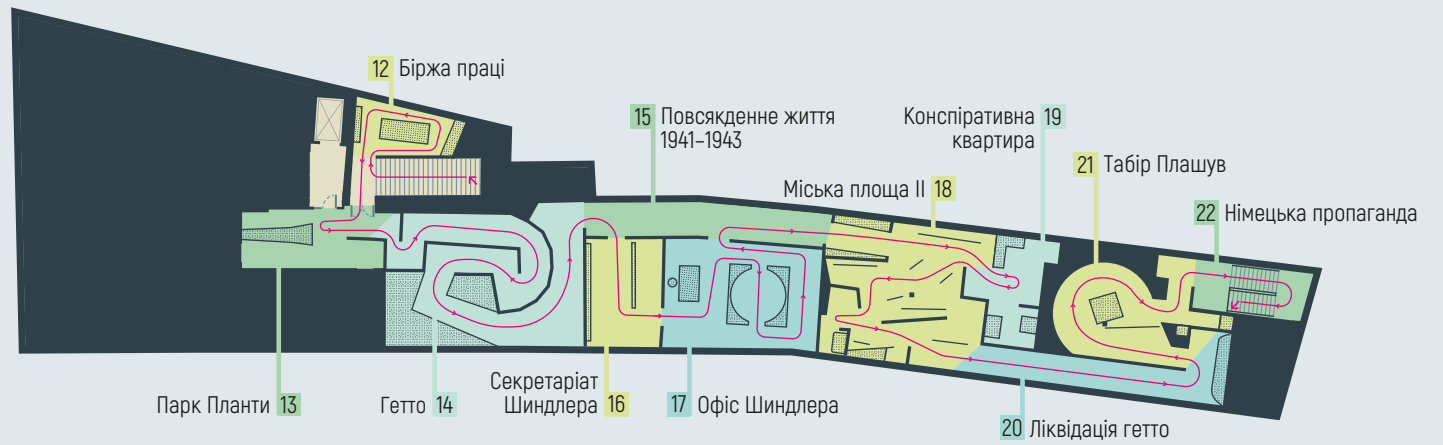 12 Біржа праці
15 Повсякденне життя
1941–1943
Конспіративна 19
квартира
21 Табір Плашув
Міська площа II 18
22 Німецька пропаганда
Парк Планти 13
Гетто 14
Секретаріат
Шиндлера 16
17 Офіс Шиндлера
20 Ліквідація гетто